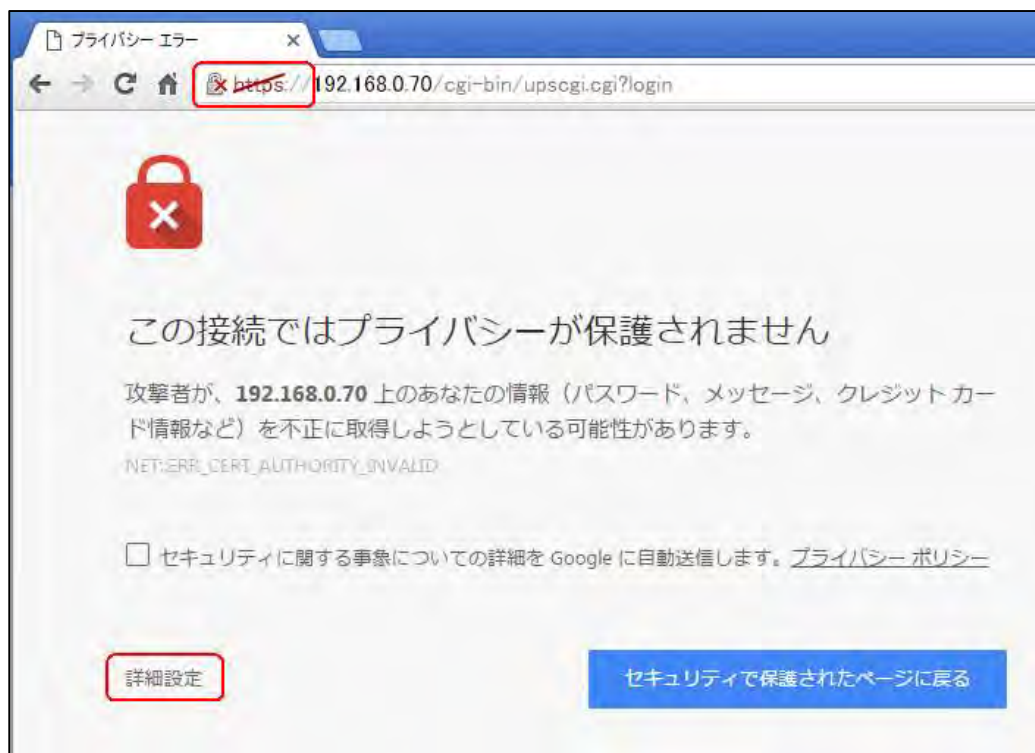 プライバシー エラー
https://192.168.0.70/cgi-bin/upscgi.cgi?login
この接続ではプライバシーが保護されません
攻撃者が、192.168.0.70 上のあなたの情報（パスワード、メッセージ、クレジット カー
ド情報など）を不正に取得しようとしている可能性があります。
NET::ERR_CERT_AUTHORITY_INVALID
セキュリティに関する事象についての詳細を Google に自動送信します。プライバシー ポリシー
詳細設定
セキュリティで保護されたページに戻る